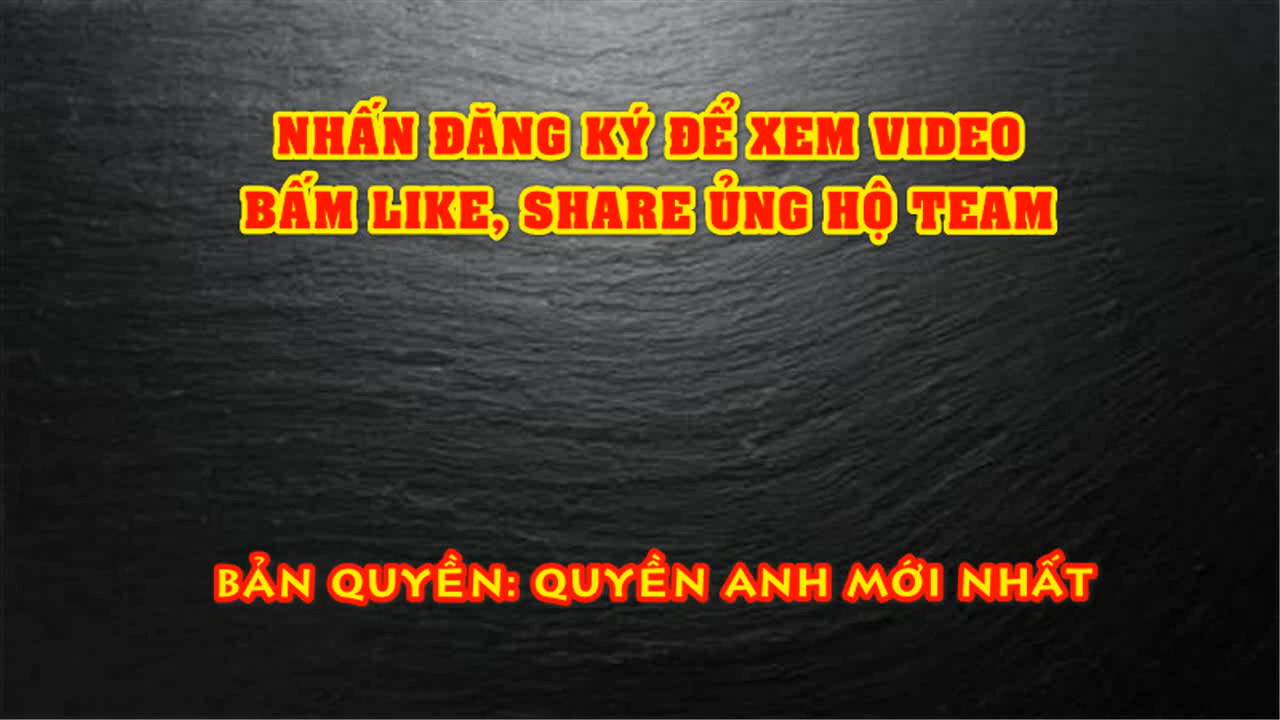 NHẤN ĐĂNG KÝ ĐỂ XEM VIDEO
BẤM LIKE, SHARE ỦNG HỘ TEAM
BẢN QUYỀN: QUYỀN ANH MỚI NHẤT